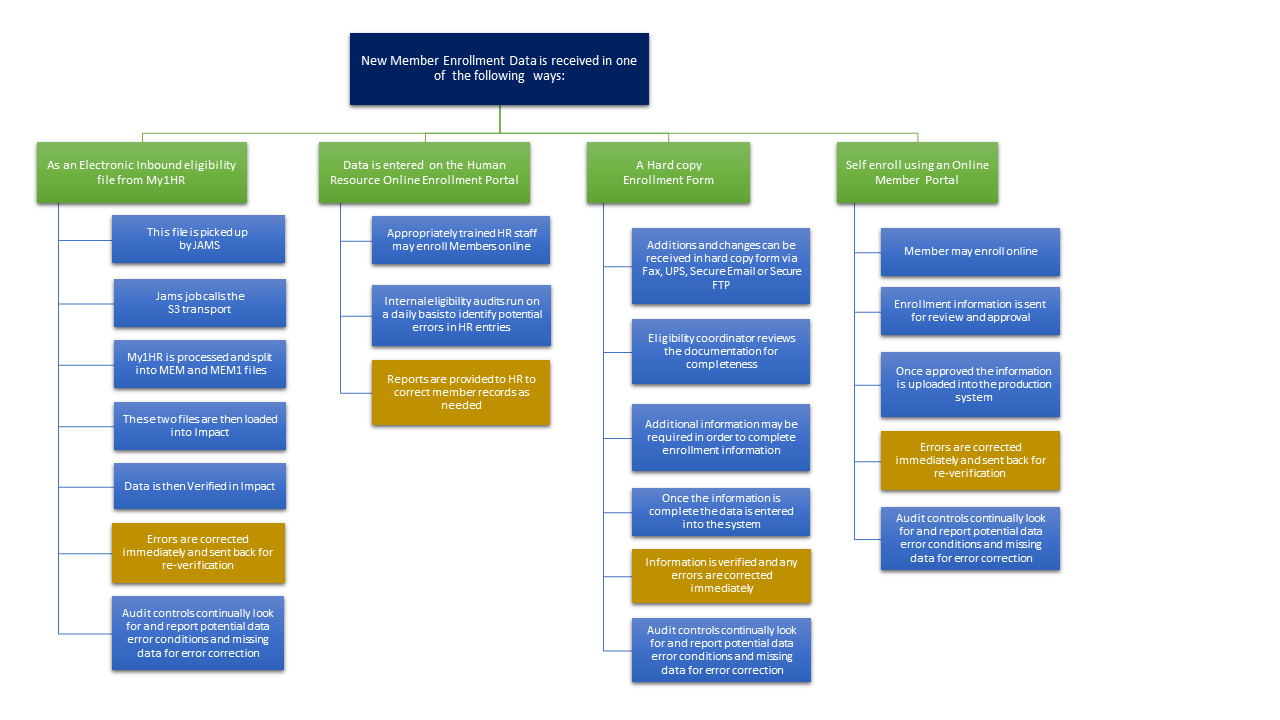 New Member Enrollment Data is received in one
of the following ways:
As an Electronic Inbound eligibility
file from My1HR
This file is picked up
by JAMS
Jams job calls the
S3 transport
My1HR is processed and split
into MEM and MEM1 files
These two files are then loaded
into Impact
Data is then Verified in Impact
Errors are corrected
immediately and sent back for
re-verification
Audit controls continually look
for and report potential data
error conditions and missing
data for error correction
Data is entered on the Human
Resource Online Enrollment Portal
Appropriately trained HR staff
may enroll Members online
Internal eligibility audits run on
a daily basis to identify potential
errors in HR entries
Reports are provided to HR to
correct member records as
needed
A Hard copy
Enrollment Form
Additions and changes can be
received in hard copy form via
Fax, UPS, Secure Email or Secure
FTP
Eligibility coordinator reviews
the documentation for
completeness
Additional information may be
required in order to complete
enrollment information
Once the information is
complete the data is entered
into the system
Information is verified and any
errors are corrected
immediately
Audit controls continually look
for and report potential data
error conditions and missing
data for error correction
Self enroll using an Online
Member Portal
Member may enroll online
Enrollment information is sent
for review and approval
Once approved the information
is uploaded into the production
system
Errors are corrected
immediately and sent back for
re-verification
Audit controls continually look
for and report potential data
error conditions and missing
data for error correction